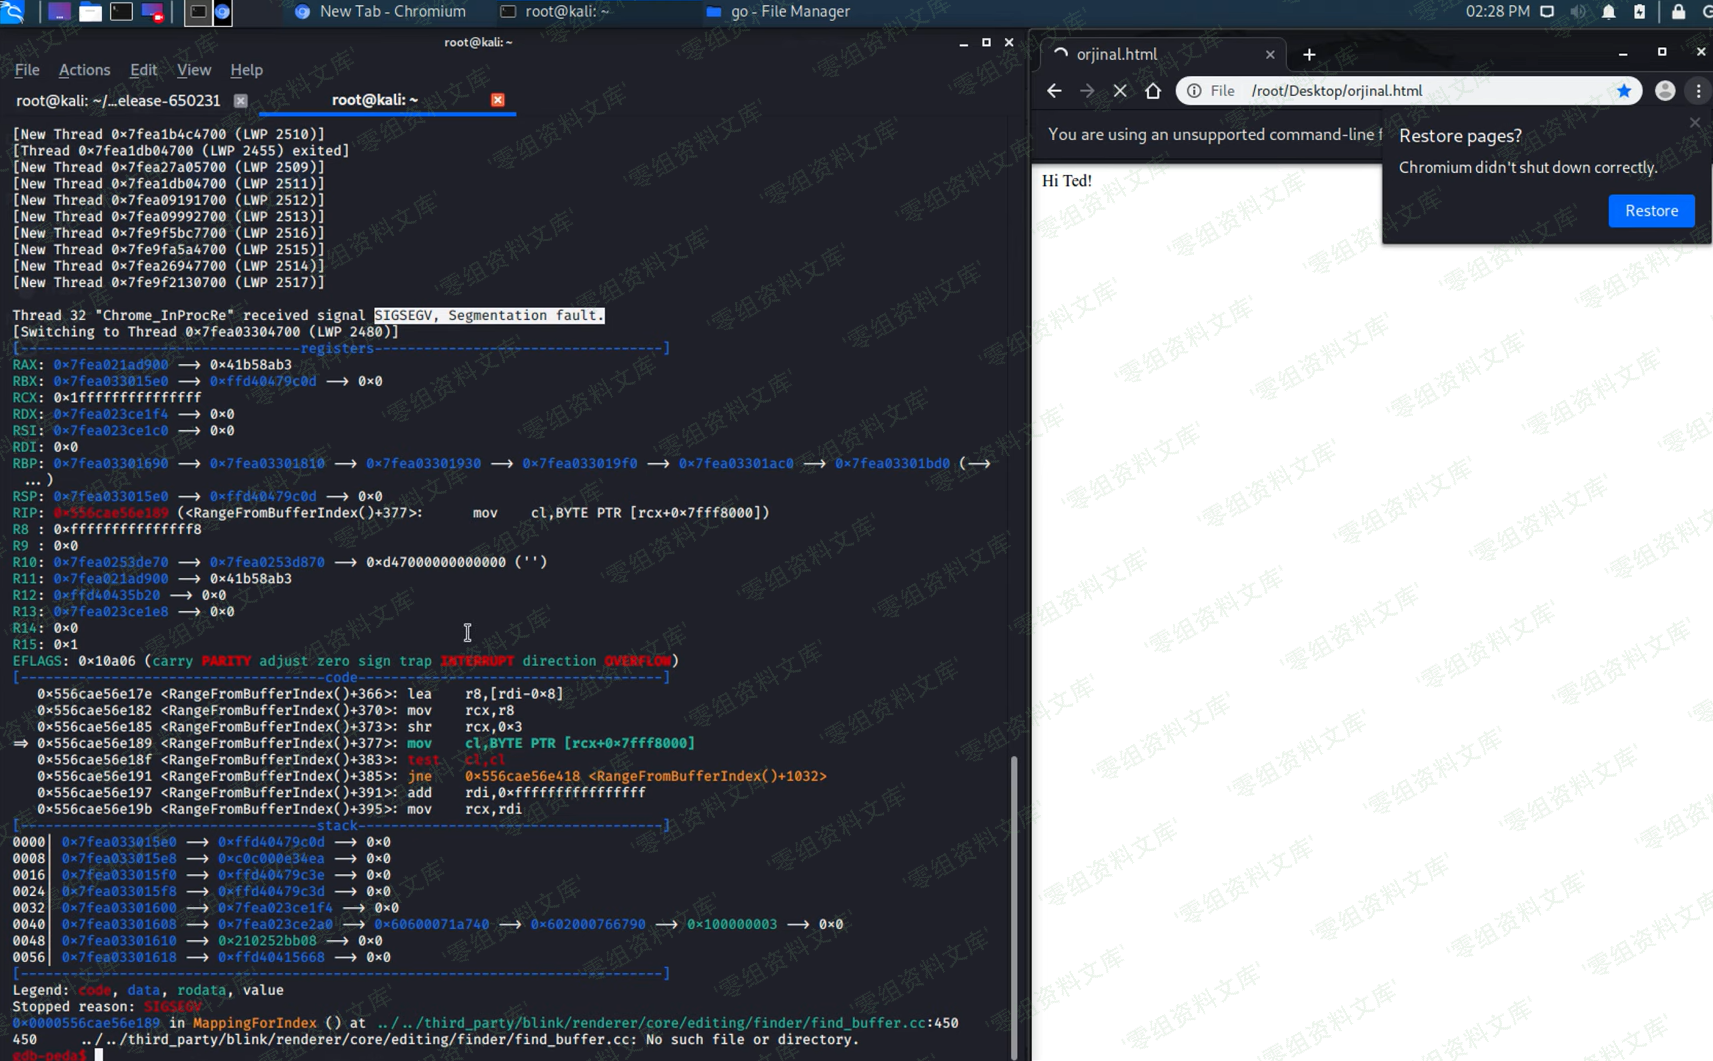 New Tab - Chromium
root@kali: ~
go - File Manager
02:28 PM
root@kali: ~
File Actions Edit View Help
root@kali: ~/...elease-650231
root@kali: ~
[New Thread 0×7fea1b4c4700 (LWP 2510)]
[Thread 0×7fea1db04700 (LWP 2455) exited]
[New Thread 0×7fea27a05700 (LWP 2509)]
[New Thread 0×7fea1db04700 (LWP 2511)]
[New Thread 0×7fea09191700 (LWP 2512)]
[New Thread 0×7fea09992700 (LWP 2513)]
[New Thread 0×7fe9f5bc7700 (LWP 2516)]
[New Thread 0×7fe9fa5a4700 (LWP 2515)]
[New Thread 0×7fea26947700 (LWP 2514)]
[New Thread 0×7fe9f2130700 (LWP 2517)]
Thread 32 "Chrome_InProcRe" received signal SIGSEGV, Segmentation fault.
[Switching to Thread 0×7fea03304700 (LWP 2480)]
[----------------------------------registers-----------------------------------]
RAX: 0×7fea021ad900 → 0×41b58ab3
RBX: 0×7fea033015e0 → 0×ffd40479c0d → 0×0
RCX: 0×1fffffffffffffff
RDX: 0×7fea023ce1f4 → 0×0
RSI: 0×7fea023ce1c0 → 0×0
RDI: 0×0
RBP: 0×7fea03301690 → 0×7fea03301810 → 0×7fea03301930 → 0×7fea033019f0 → 0×7fea03301ac0 → 0×7fea03301bd0 (→
... )
RSP: 0×7fea033015e0 → 0×ffd40479c0d → 0×0
RIP: 0×556cae56e189 (<RangeFromBufferIndex()+377>: mov cl,BYTE PTR [rcx+0×7fff8000])
R8 : 0×fffffffffffffff8
R9 : 0×0
R10: 0×7fea0253de70 → 0×7fea0253d870 → 0×d47000000000000 ('')
R11: 0×7fea021ad900 → 0×41b58ab3
R12: 0×ffd40435b20 → 0×0
R13: 0×7fea023ce1e8 → 0×0
R14: 0×0
R15: 0×1
EFLAGS: 0×10a06 (carry PARITY adjust zero sign trap INTERRUPT direction OVERFLOW)
[-------------------------------------code-------------------------------------]
0×556cae56e17e <RangeFromBufferIndex()+366>: lea r8,[rdi-0×8]
0×556cae56e182 <RangeFromBufferIndex()+370>: mov rcx,r8
0×556cae56e185 <RangeFromBufferIndex()+373>: shr rcx,0×3
⇒ 0×556cae56e189 <RangeFromBufferIndex()+377>: mov cl,BYTE PTR [rcx+0×7fff8000]
0×556cae56e18f <RangeFromBufferIndex()+383>: test cl,cl
0×556cae56e191 <RangeFromBufferIndex()+385>: jne 0×556cae56e418 <RangeFromBufferIndex()+1032>
0×556cae56e197 <RangeFromBufferIndex()+391>: add rdi,0×ffffffffffffffff
0×556cae56e19b <RangeFromBufferIndex()+395>: mov rcx,rdi
[------------------------------------stack-------------------------------------]
0000| 0×7fea033015e0 → 0×ffd40479c0d → 0×0
0008| 0×7fea033015e8 → 0×c0c000e34ea → 0×0
0016| 0×7fea033015f0 → 0×ffd40479c3e → 0×0
0024| 0×7fea033015f8 → 0×ffd40479c3d → 0×0
0032| 0×7fea03301600 → 0×7fea023ce1f4 → 0×0
0040| 0×7fea03301608 → 0×7fea023ce2a0 → 0×60600071a740 → 0×602000766790 → 0×100000003 → 0×0
0048| 0×7fea03301610 → 0×210252bb08 → 0×0
0056| 0×7fea03301618 → 0×ffd40415668 → 0×0
[------------------------------------------------------------------------------]
Legend: code, data, rodata, value
Stopped reason: SIGSEGV
0×0000556cae56e189 in MappingForIndex () at ../../third_party/blink/renderer/core/editing/finder/find_buffer.cc:450
450 ../../third_party/blink/renderer/core/editing/finder/find_buffer.cc: No such file or directory.
gdb-peda$
orjinal.html
File /root/Desktop/orjinal.html
You are using an unsupported command-line f
Restore pages?
Chromium didn't shut down correctly.
Restore
Hi Ted!
零组资料文库